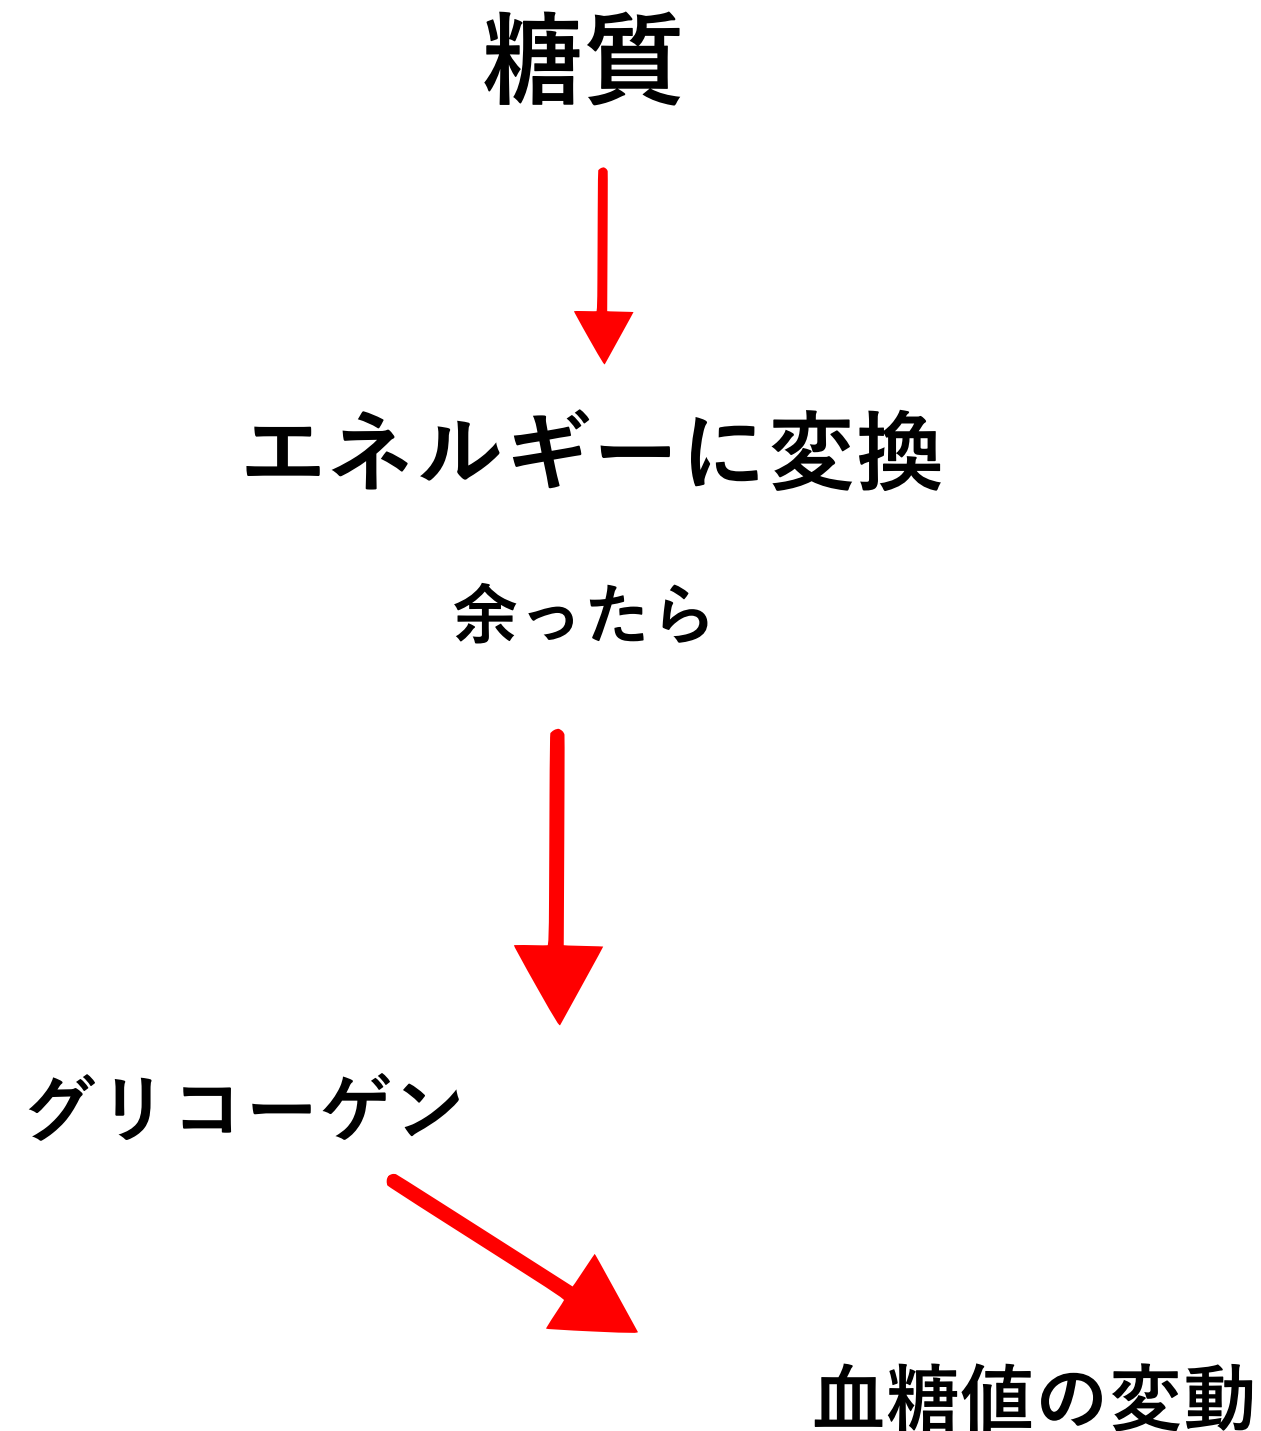 糖質
エネルギーに変換
余ったら
グリコーゲン
血糖値の変動